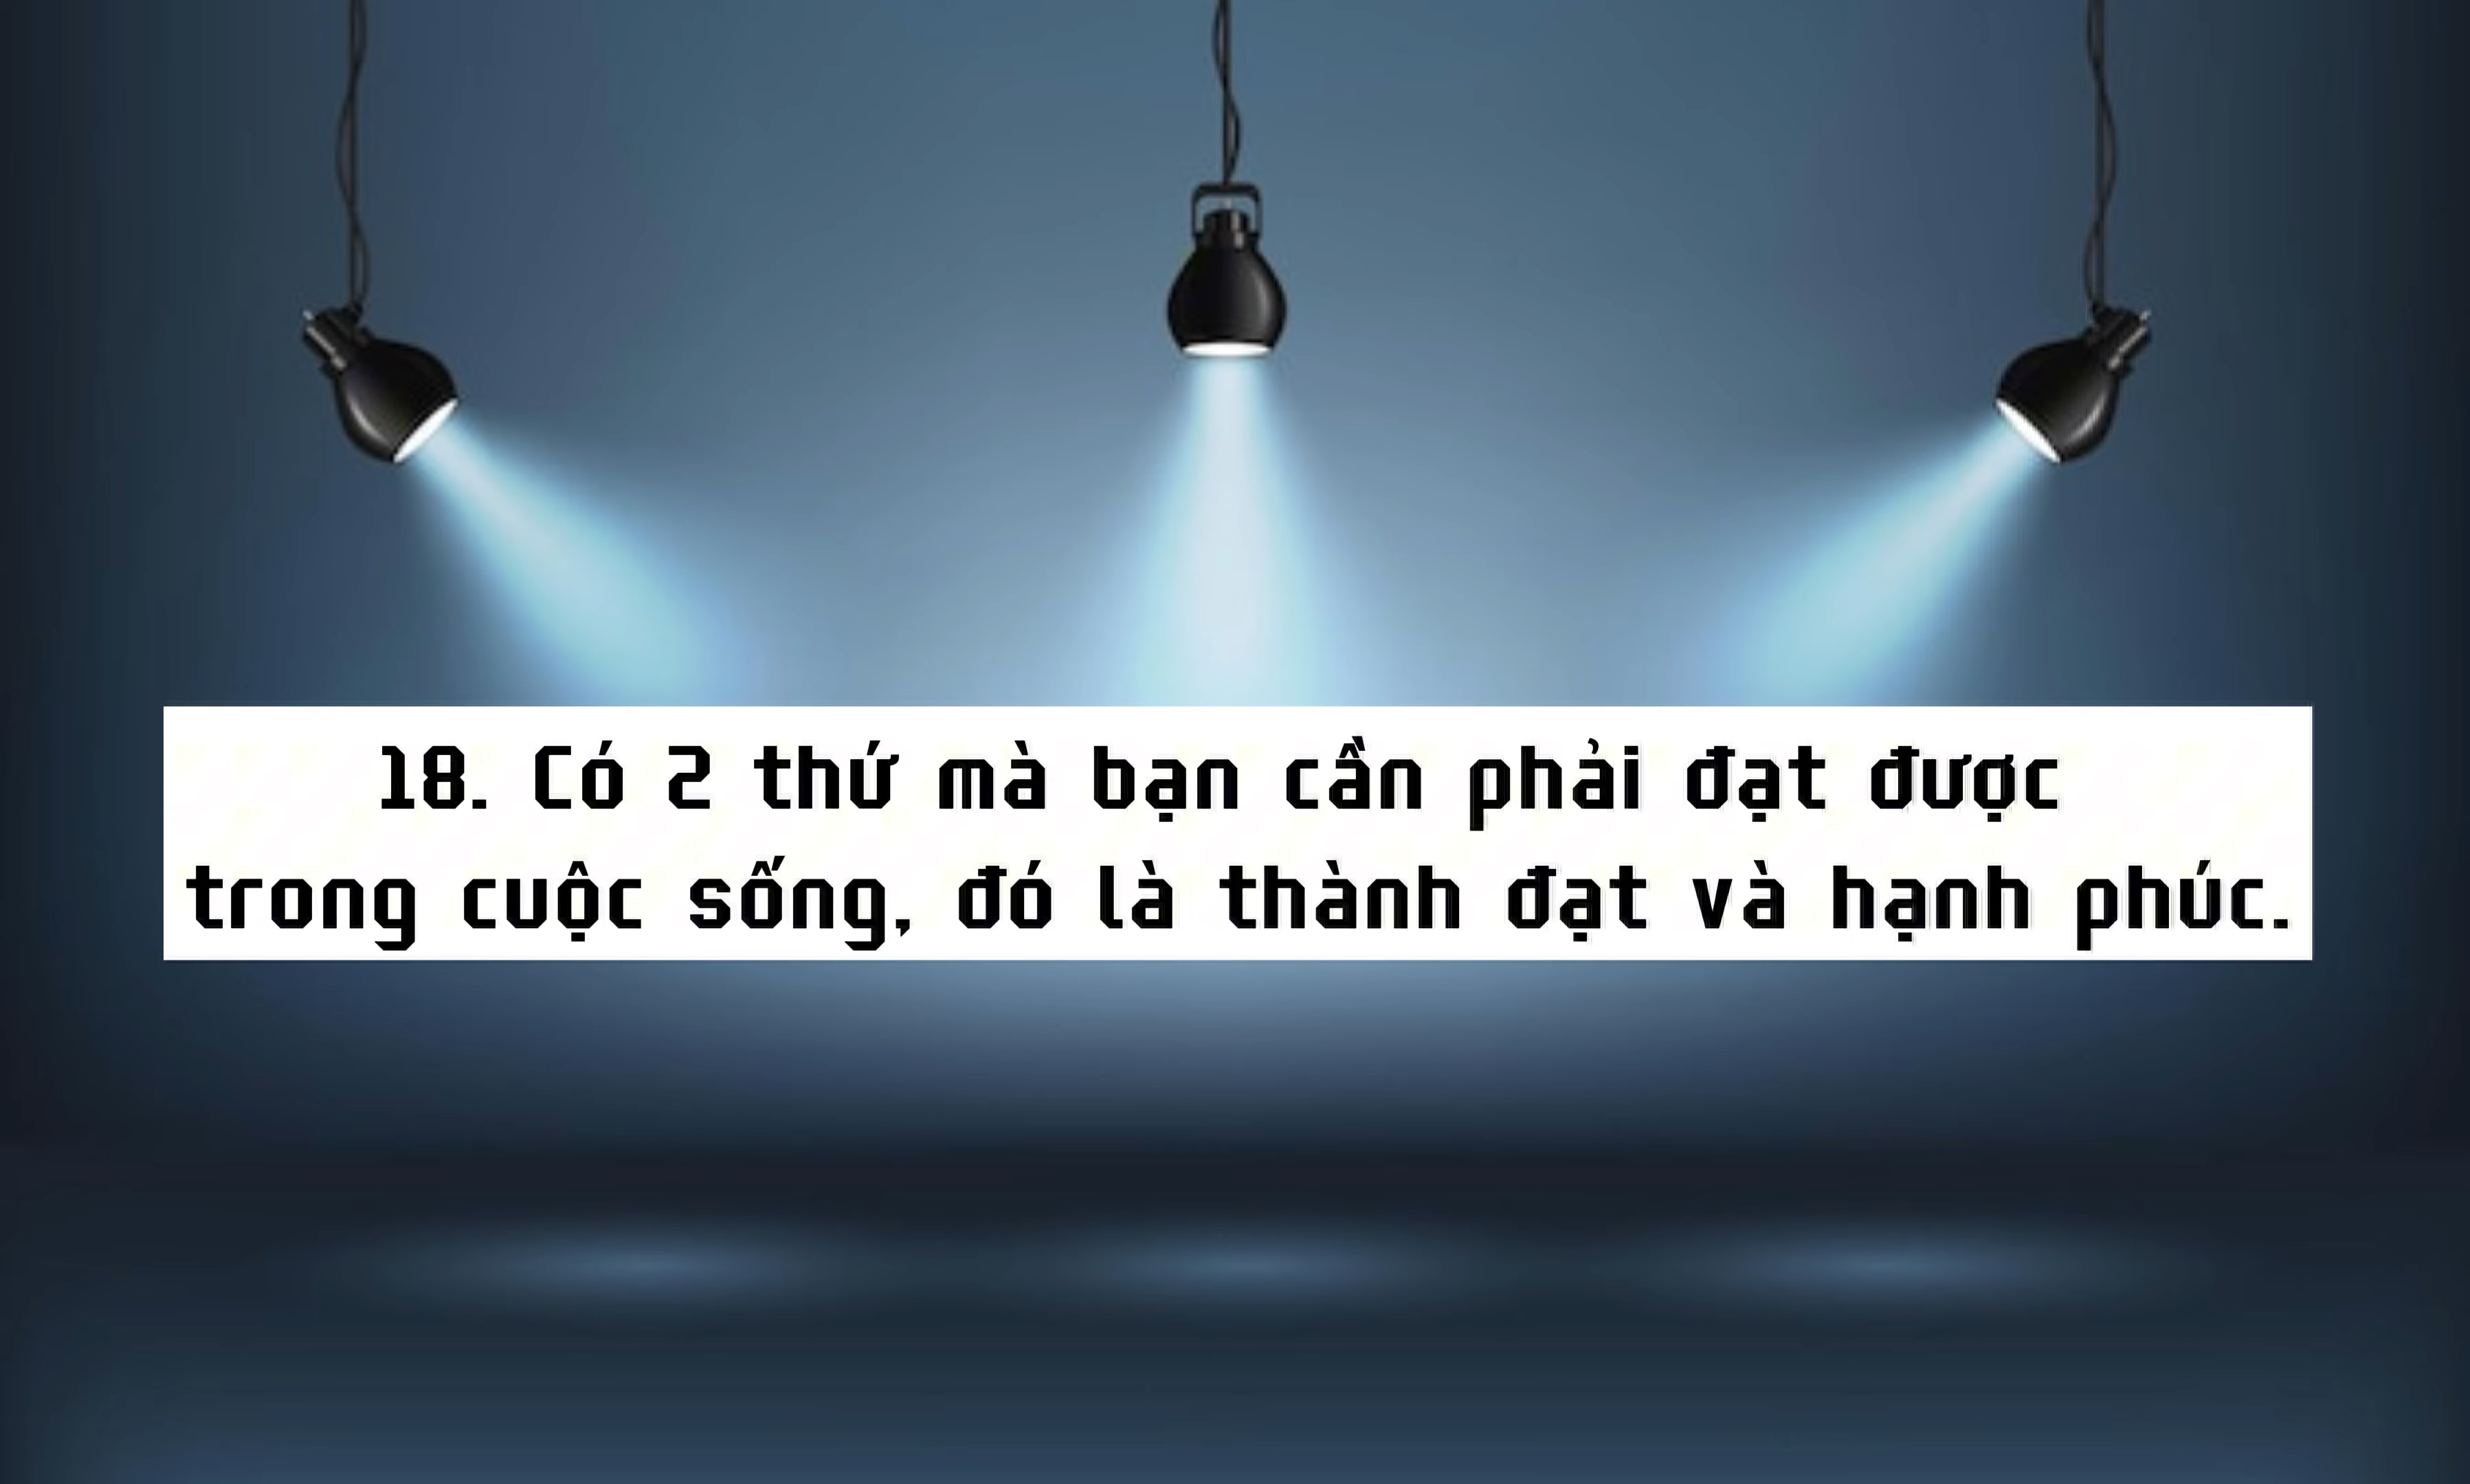 18. Có 2 thứ mà bạn cần phải đạt được
trong cuộc sống, đó là thành đạt và hạnh phúc.